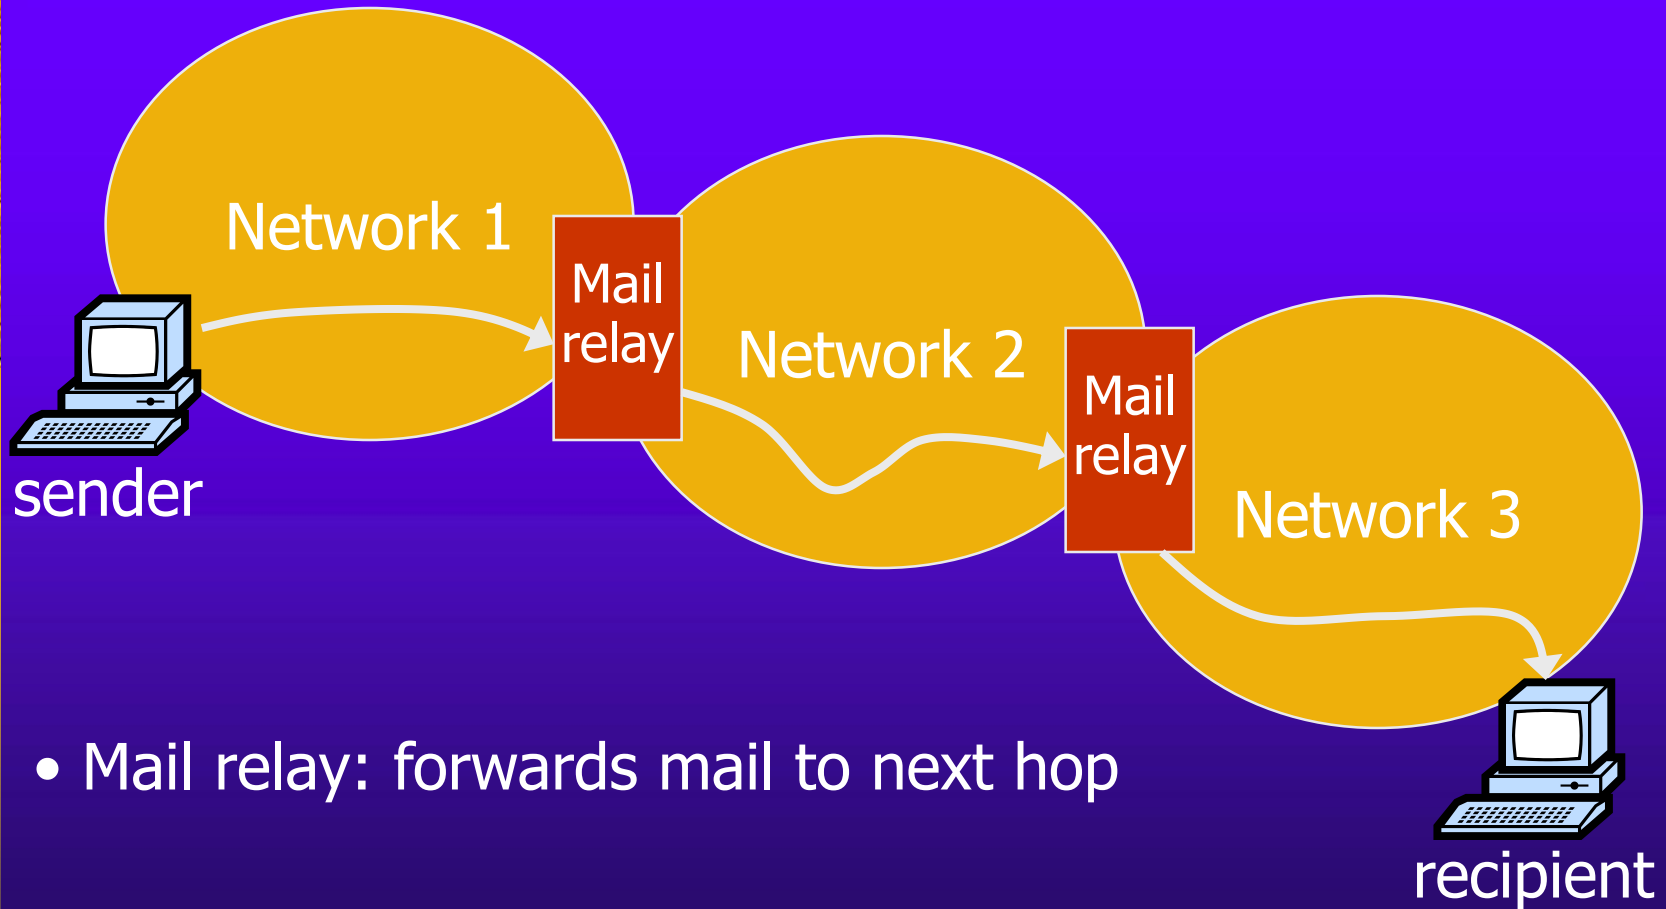 Network 1
Mail
relay
Network 2
Mail
relay
Network 3
sender
• Mail relay: forwards mail to next hop
recipient